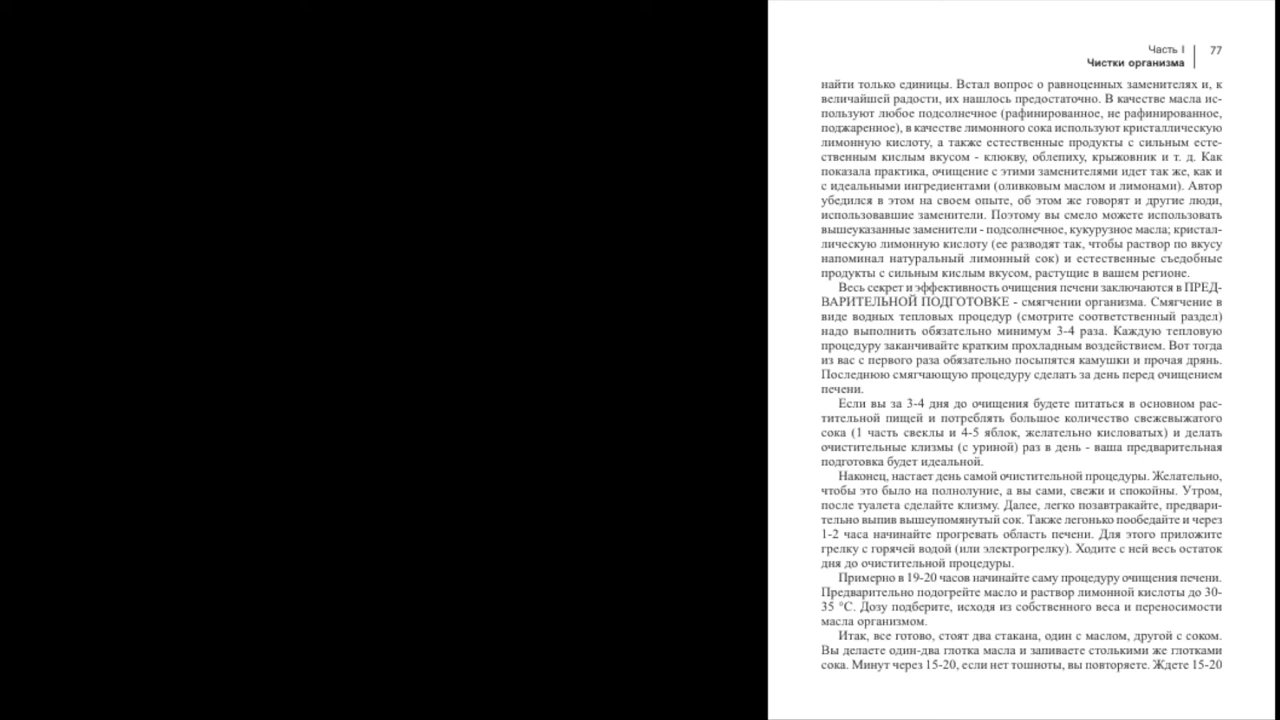 Часть I
77
Чистки организма
найти только единицы. Встал вопрос о равноценных заменителях и, к
величайшей радости, их нашлось предостаточно. В качестве масла ис-
пользуют любое подсолнечное (рафинированное, не рафинированное,
поджаренное), в качестве лимонного сока используют кристаллическую
лимонную кислоту, а также естественные продукты с сильным есте-
ственным кислым вкусом - клюкву, облепиху, крыжовник и т. д. Как
показала практика, очищение с этими заменителями идет так же, как и
с идеальными ингредиентами (оливковым маслом и лимонами). Автор
убедился в этом на своем опыте, об этом же говорят и другие люди,
использовавшие заменители. Поэтому вы смело можете использовать
вышеуказанные заменители - подсолнечное, кукурузное масла; кристал-
лическую лимонную кислоту (ее разводят так, чтобы раствор по вкусу
напоминал натуральный лимонный сок) и естественные съедобные
продукты с сильным кислым вкусом, растущие в вашем регионе.
Весь секрет и эффективность очищения печени заключаются в ПРЕД-
ВАРИТЕЛЬНОЙ ПОДГОТОВКЕ - смягчении организма. Смягчение в
виде водных тепловых процедур (смотрите соответственный раздел)
надо выполнить обязательно минимум 3-4 раза. Каждую тепловую
процедуру заканчивайте кратким прохладным воздействием. Вот тогда
из вас с первого раза обязательно посыпятся камушки и прочая дрянь.
Последнюю смягчающую процедуру сделать за день перед очищением
печени.
Если вы за 3-4 дня до очищения будете питаться в основном рас-
тительной пищей и потреблять большое количество свежевыжатого
сока (1 часть свеклы и 4-5 яблок, желательно кисловатых) и делать
очистительные клизмы (с уриной) раз в день - ваша предварительная
подготовка будет идеальной.
Наконец, настает день самой очистительной процедуры. Желательно,
чтобы это было на полнолуние, а вы сами, свежи и спокойны. Утром,
после туалета сделайте клизму. Далее, легко позавтракайте, предвари-
тельно выпив вышеупомянутый сок. Также легонько пообедайте и через
1-2 часа начинайте прогревать область печени. Для этого приложите
грелку с горячей водой (или электрогрелку). Ходите с ней весь остаток
дня до очистительной процедуры.
Примерно в 19-20 часов начинайте саму процедуру очищения печени.
Предварительно подогрейте масло и раствор лимонной кислоты до 30-
35 °С. Дозу подберите, исходя из собственного веса и переносимости
масла организмом.
Итак, все готово, стоят два стакана, один с маслом, другой с соком.
Вы делаете один-два глотка масла и запиваете столькими же глотками
сока. Минут через 15-20, если нет тошноты, вы повторяете. Ждете 15-20